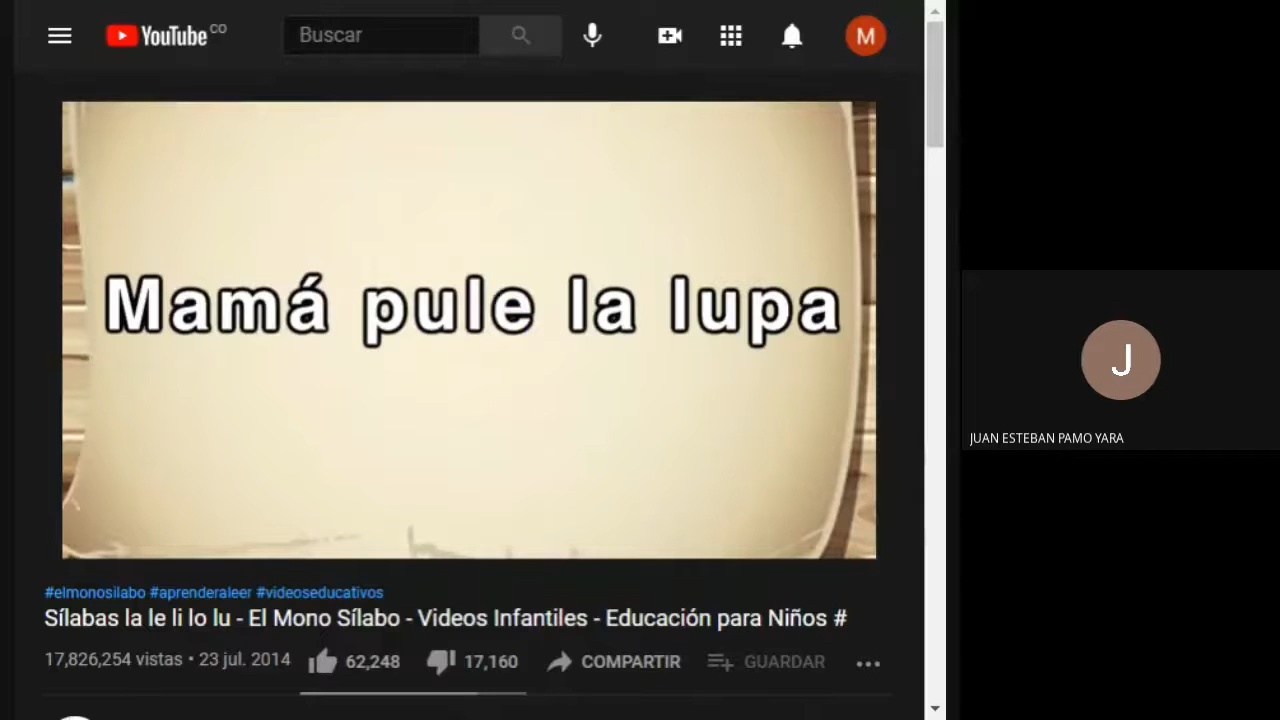 YouTube CO
Buscar
M
Mamá pule la lupa
J
JUAN ESTEBAN PAMO YARA
#elmonosilabo #aprenderaleer #videoseducativos
Sílabas la le li lo lu - El Mono Sílabo - Videos Infantiles - Educación para Niños #
17,826,254 vistas • 23 jul. 2014 62,248 17,160 COMPARTIR GUARDAR